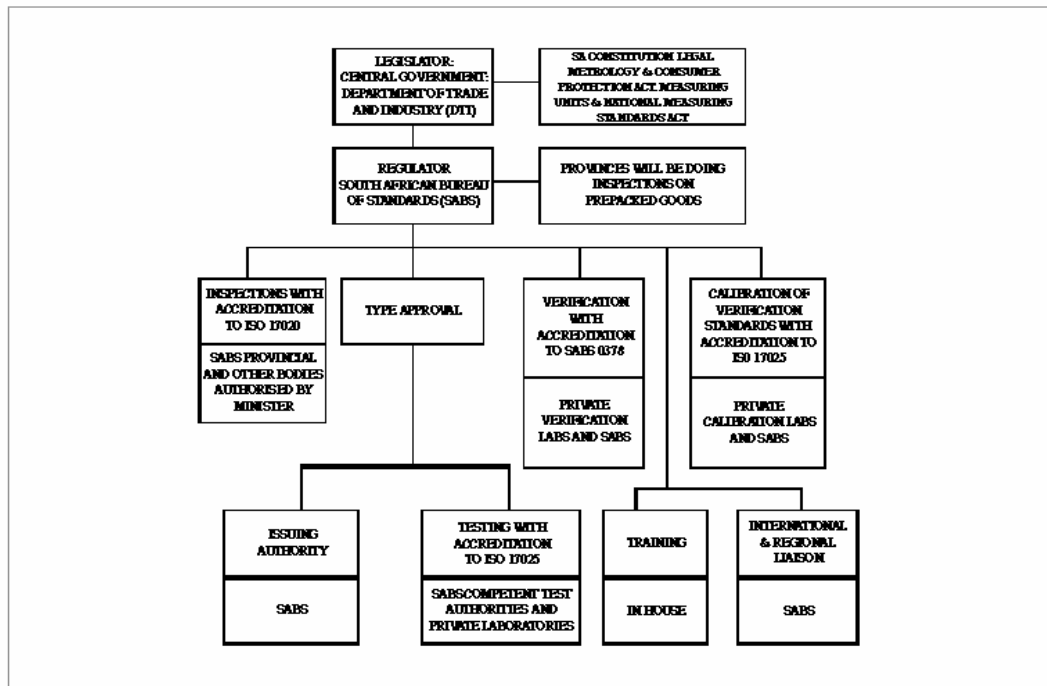 LEGISLATOR:
CENTRAL GOVERNMENT:
DEPARTMENT OF TRADE
AND INDUSTRY (DTI)
SA CONSTITUTION LEGAL
METROLOGY & CONSUMER
PROTECTION ACT. MEASURING
UNITS & NATIONAL MEASURING
STANDARDS ACT
REGULATOR
SOUTH AFRICAN BUREAU
OF STANDARDS (SABS)
PROVINCES WILL BE DOING
INSPECTIONS ON
PREPACKED GOODS
INSPECTIONS WITH
ACCREDITATION
TO ISO 17020
SABS PROVINCIAL
AND OTHER BODIES
AUTHORISED BY
MINISTER
TYPE APPROVAL
VERIFICATION
WITH
ACCREDITATION
TO SABS 0378
PRIVATE
VERIFICATION
LABS AND SABS
CALIBRATION OF
VERIFICATION
STANDARDS WITH
ACCREDITATION TO
ISO 17025
PRIVATE
CALIBRATION LABS
AND SABS
ISSUING
AUTHORITY
SABS
TESTING WITH
ACCREDITATION
TO ISO 17025
SABSCOMPETENT TEST
AUTHORITIES AND
PRIVATE LABORATORIES
TRAINING
IN HOUSE
INTERNATIONAL
& REGIONAL
LIAISON
SABS